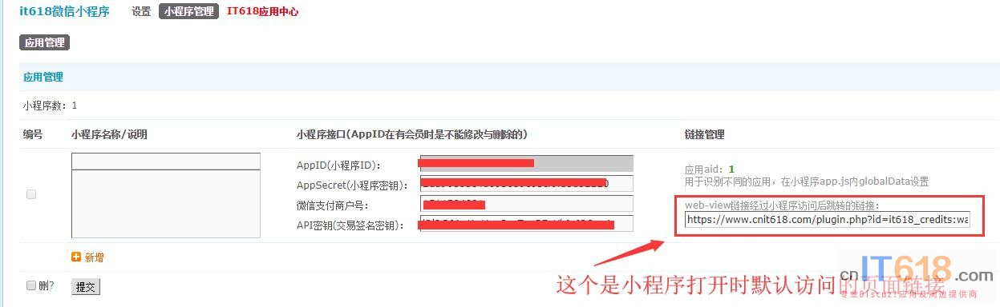 it618微信小程序 设置 小程序管理 IT618应用中心
应用管理
应用管理
小程序数：1
编号 小程序名称/说明 小程序接口(AppID在有会员时是不能修改与删除的) 链接管理
AppID(小程序ID)：
AppSecret(小程序密钥)：
微信支付商户号：
API密钥(交易签名密钥)：
应用aid：1
用于识别不同的应用，在小程序app.js内globalData设置
web-view链接经过小程序访问后跳转的链接：
https://www.cnit618.com/plugin.php?id=it618_credits:wa
新增
删? 提交
这个是小程序打开时默认访问的页面链接
cnIT618.com
专业Discuz!应用及周边提供商